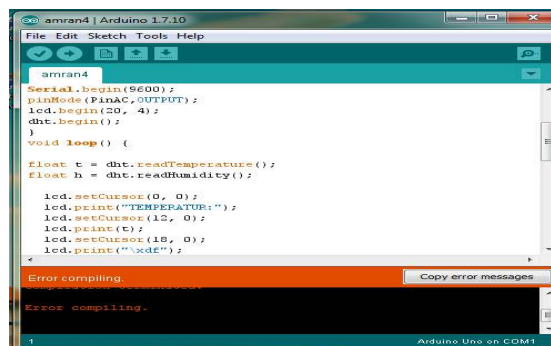 amran4 | Arduino 1.7.10
File Edit Sketch Tools Help
amran4
Serial.begin(9600);
pinMode(PinAC,OUTPUT);
lcd.begin(20, 4);
dht.begin();
}
void loop() {
float t = dht.readTemperature();
float h = dht.readHumidity();
lcd.setCursor(0, 0);
lcd.print("TEMPERATUR:");
lcd.setCursor(12, 0);
lcd.print(t);
lcd.setCursor(18, 0);
lcd.print("\xdf");
Error compiling.
Copy error messages
Error compiling.
1
Arduino Uno on COM1